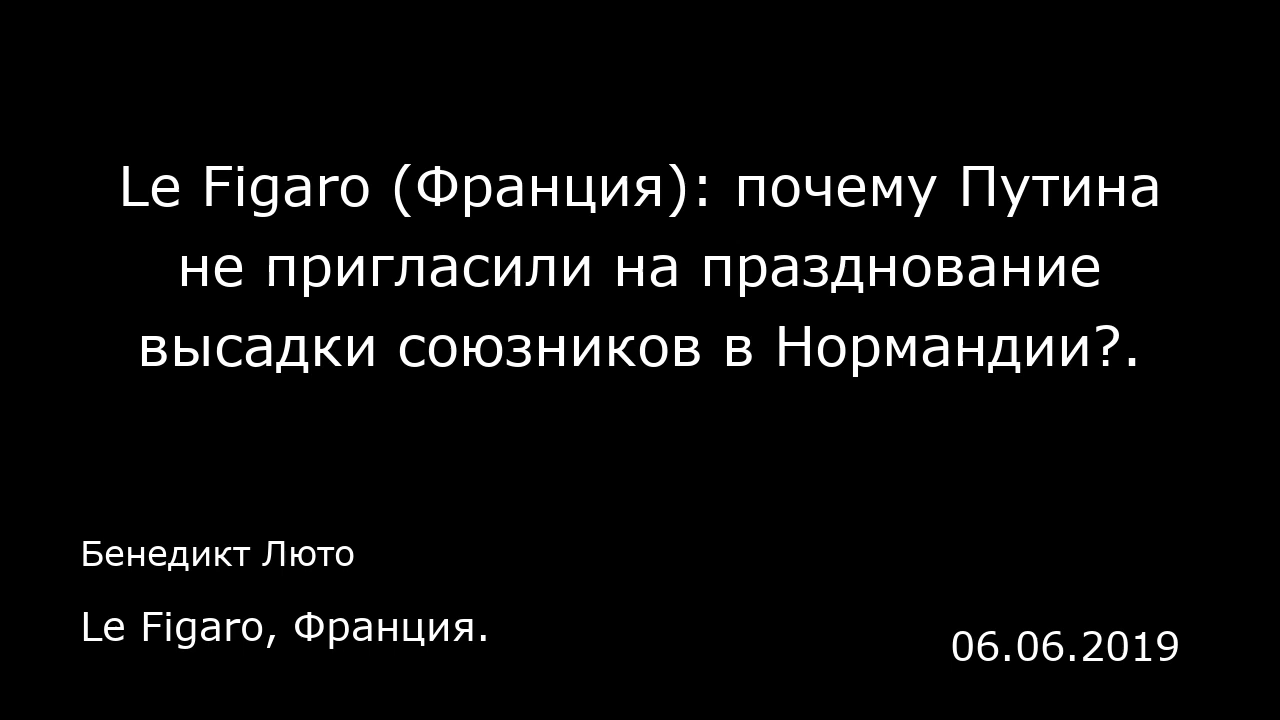 Le Figaro (Франция): почему Путина
не пригласили на празднование
высадки союзников в Нормандии?.
Бенедикт Люто
Le Figaro, Франция.
06.06.2019